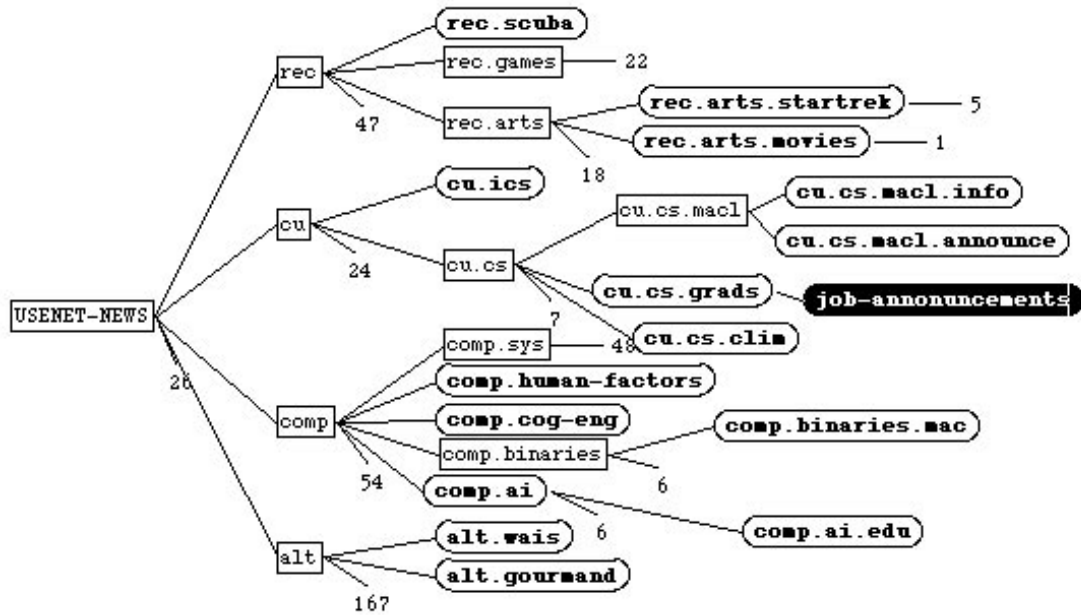 rec.scuba
rec
rec.games
22
rec.arts.startrek
5
47
rec.arts
rec.arts.movies
1
18
cu.ics
cu.cs.macl.info
cu.cs.macl
cu
cu.cs.macl.announce
24
cu.cs
cu.cs.grads
job-annonuncements
USENET-NEWS
7
cu.cs.clim
comp.sys
48
26
comp.human-factors
comp
comp.cog-eng
comp.binaries.mac
comp.binaries
54
6
comp.ai
6
comp.ai.edu
alt.wais
alt
alt.gourmand
167